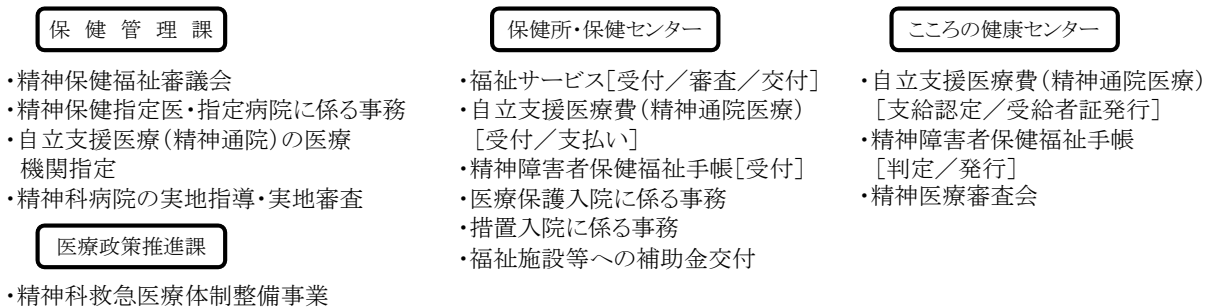 保健管理課
・精神保健福祉審議会
・精神保健指定医・指定病院に係る事務
・自立支援医療(精神通院)の医療
機関指定
・精神科病院の実地指導・実地審査
医療政策推進課
・精神科救急医療体制整備事業
保健所・保健センター
・福祉サービス[受付/審査/交付]
・自立支援医療費(精神通院医療)
[受付/支払い]
・精神障害者保健福祉手帳[受付]
・医療保護入院に係る事務
・措置入院に係る事務
・福祉施設等への補助金交付
こころの健康センター
・自立支援医療費(精神通院医療)
[支給認定/受給者証発行]
・精神障害者保健福祉手帳
[判定/発行]
・精神医療審査会